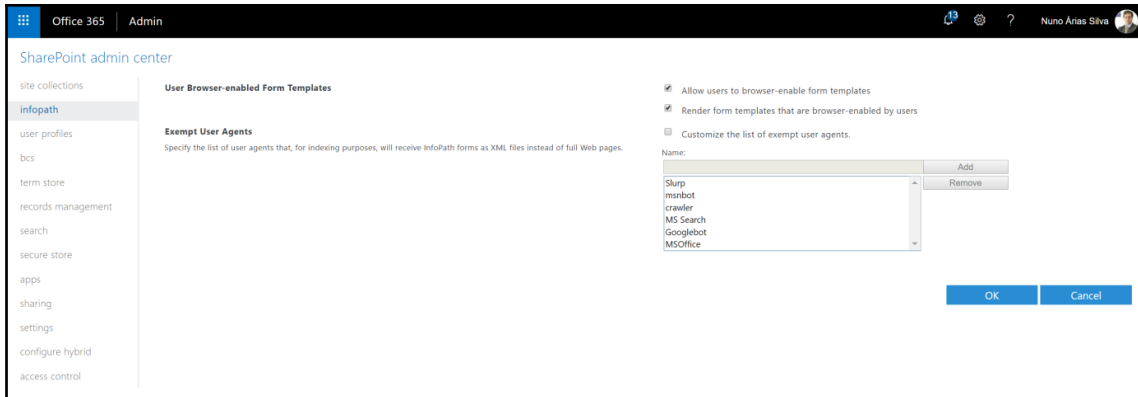 Office 365 Admin 13 ? Nuno Árias Silva
SharePoint admin center
site collections
infopath
user profiles
bcs
term store
records management
search
secure store
apps
sharing
settings
configure hybrid
access control
User Browser-enabled Form Templates
Allow users to browser-enable form templates
Render form templates that are browser-enabled by users
Exempt User Agents
Specify the list of user agents that, for indexing purposes, will receive InfoPath forms as XML files instead of full Web pages.
Customize the list of exempt user agents.
Name:
Add
Remove
Slurp
msnbot
crawler
MS Search
Googlebot
MSOffice
OK Cancel